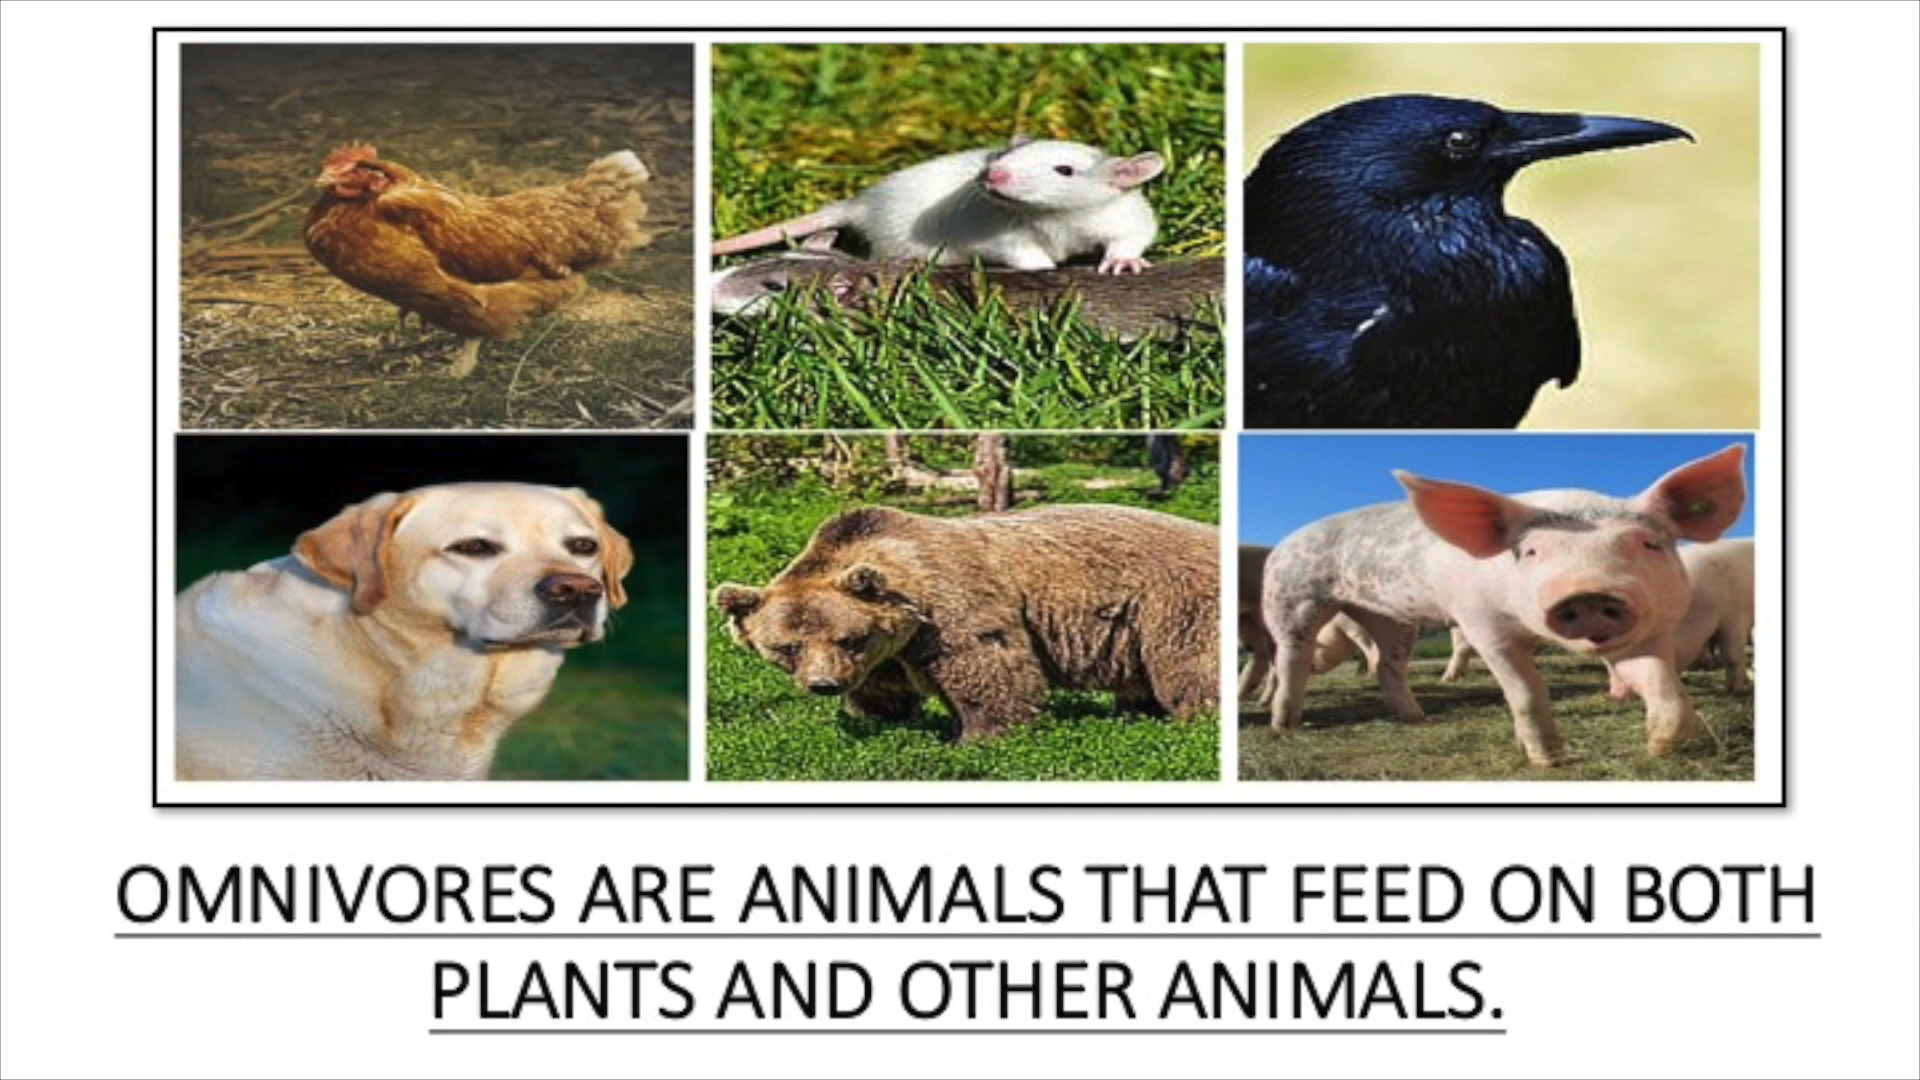 OMNIVORES ARE ANIMALS THAT FEED ON BOTH
PLANTS AND OTHER ANIMALS.